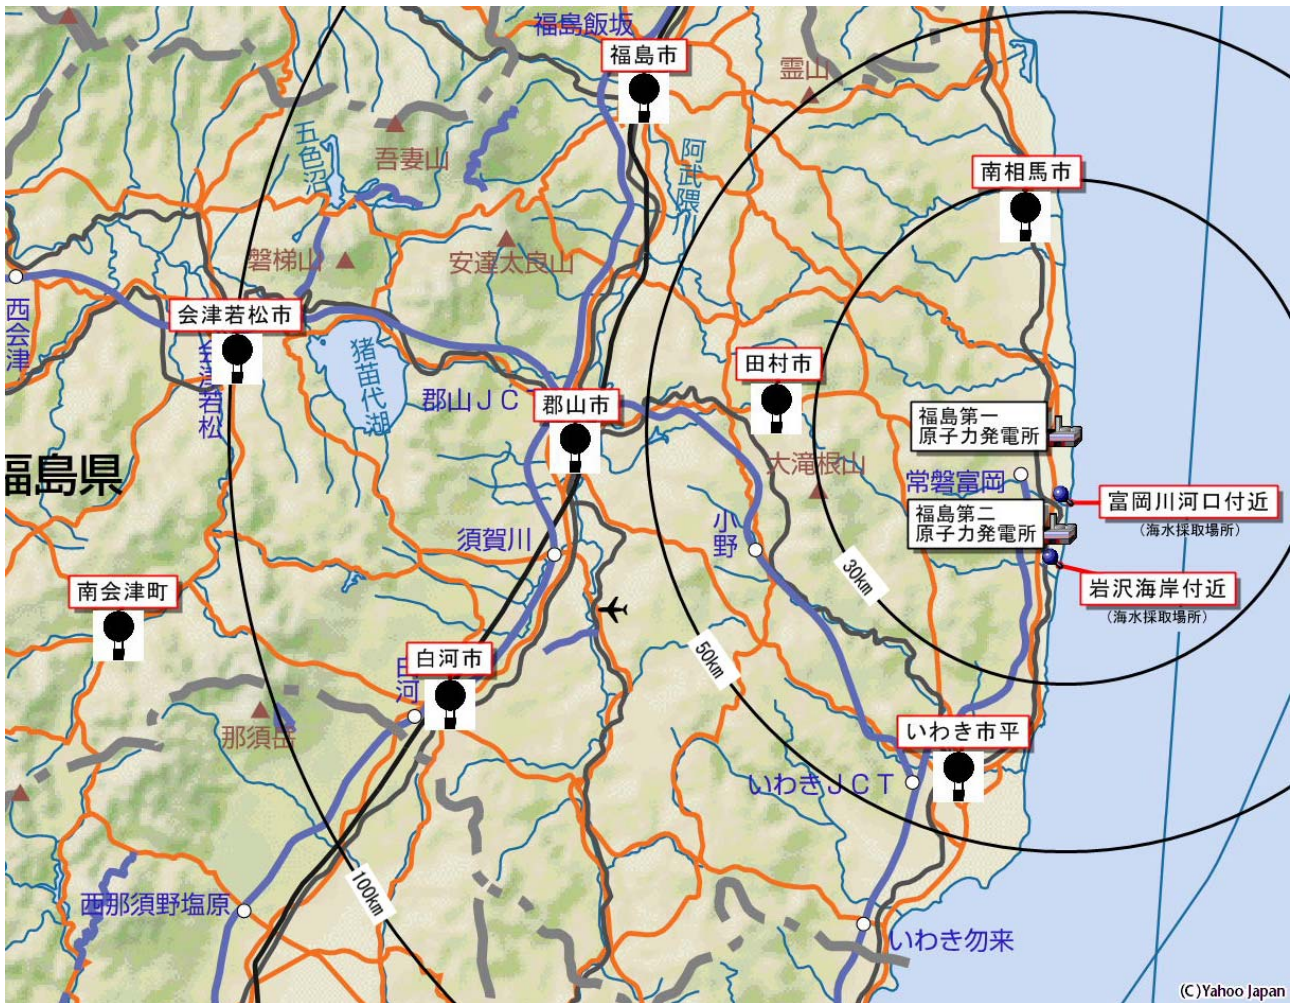 福島飯坂
福島市
霊山
五色沼
吾妻山
阿武隈
南相馬市
磐梯山
安達太良山
西会津
会津若松市
会津若松
猪苗代湖
田村市
郡山JCT
郡山市
福島第一
原子力発電所
大滝根山
常磐富岡
福島県
富岡川河口付近
(海水採取場所)
福島第二
原子力発電所
須賀川
小野
30km
岩沢海岸付近
(海水採取場所)
南会津町
50km
白河市
白河
那須岳
いわき市平
いわきJCT
100km
西那須野塩原
いわき勿来
(C)Yahoo Japan